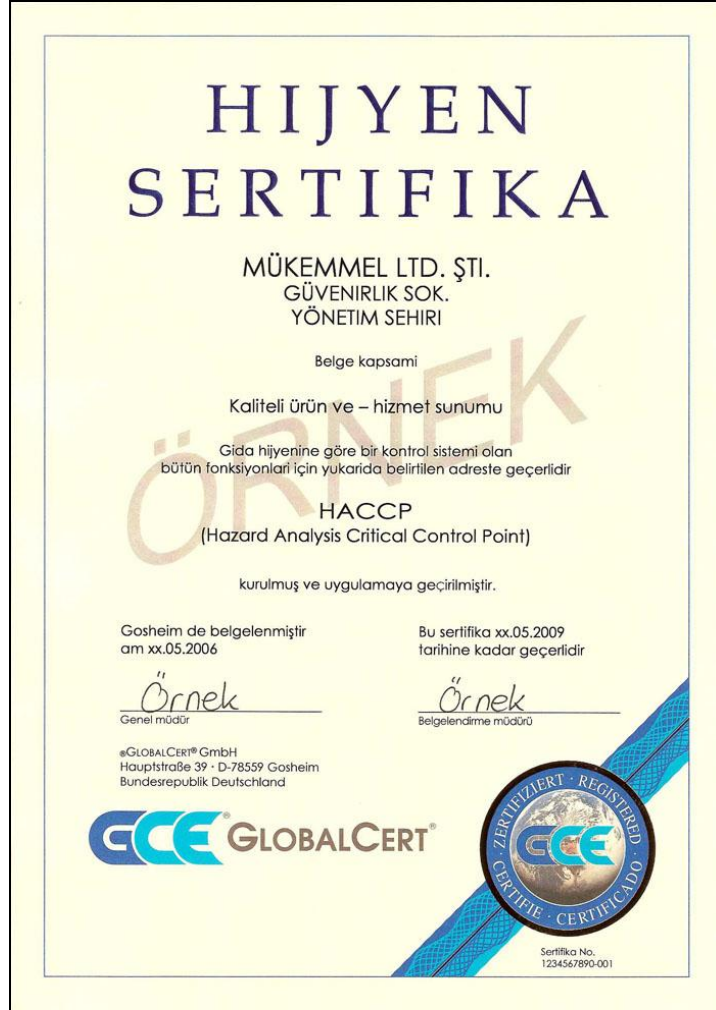 HIJYEN
SERTIFIKA
MÜKEMMEL LTD. ŞTI.
GÜVENIRLIK SOK.
YÖNETIM SEHIRI
Belge kapsami
Kaliteli ürün ve – hizmet sunumu
ÖRNEK
Gida hijyenine göre bir kontrol sistemi olan
bütün fonksiyonlari için yukarida belirtilen adreste geçerlidir
HACCP
(Hazard Analysis Critical Control Point)
kurulmuş ve uygulamaya geçirilmiştir.
Gosheim de belgelenmiştir
am xx.05.2006
Bu sertifika xx.05.2009
tarihine kadar geçerlidir
Örnek
Genel müdür
Örnek
Belgelendirme müdürü
®GLOBALCERT® GmbH
Hauptstraße 39 · D-78559 Gosheim
Bundesrepublik Deutschland
GCE® GLOBALCERT®
ZERTIFIZIERT · REGISTERED · CERTIFICADO · CERTIFIE ·
GCE
Sertifika No.
1234567890-001